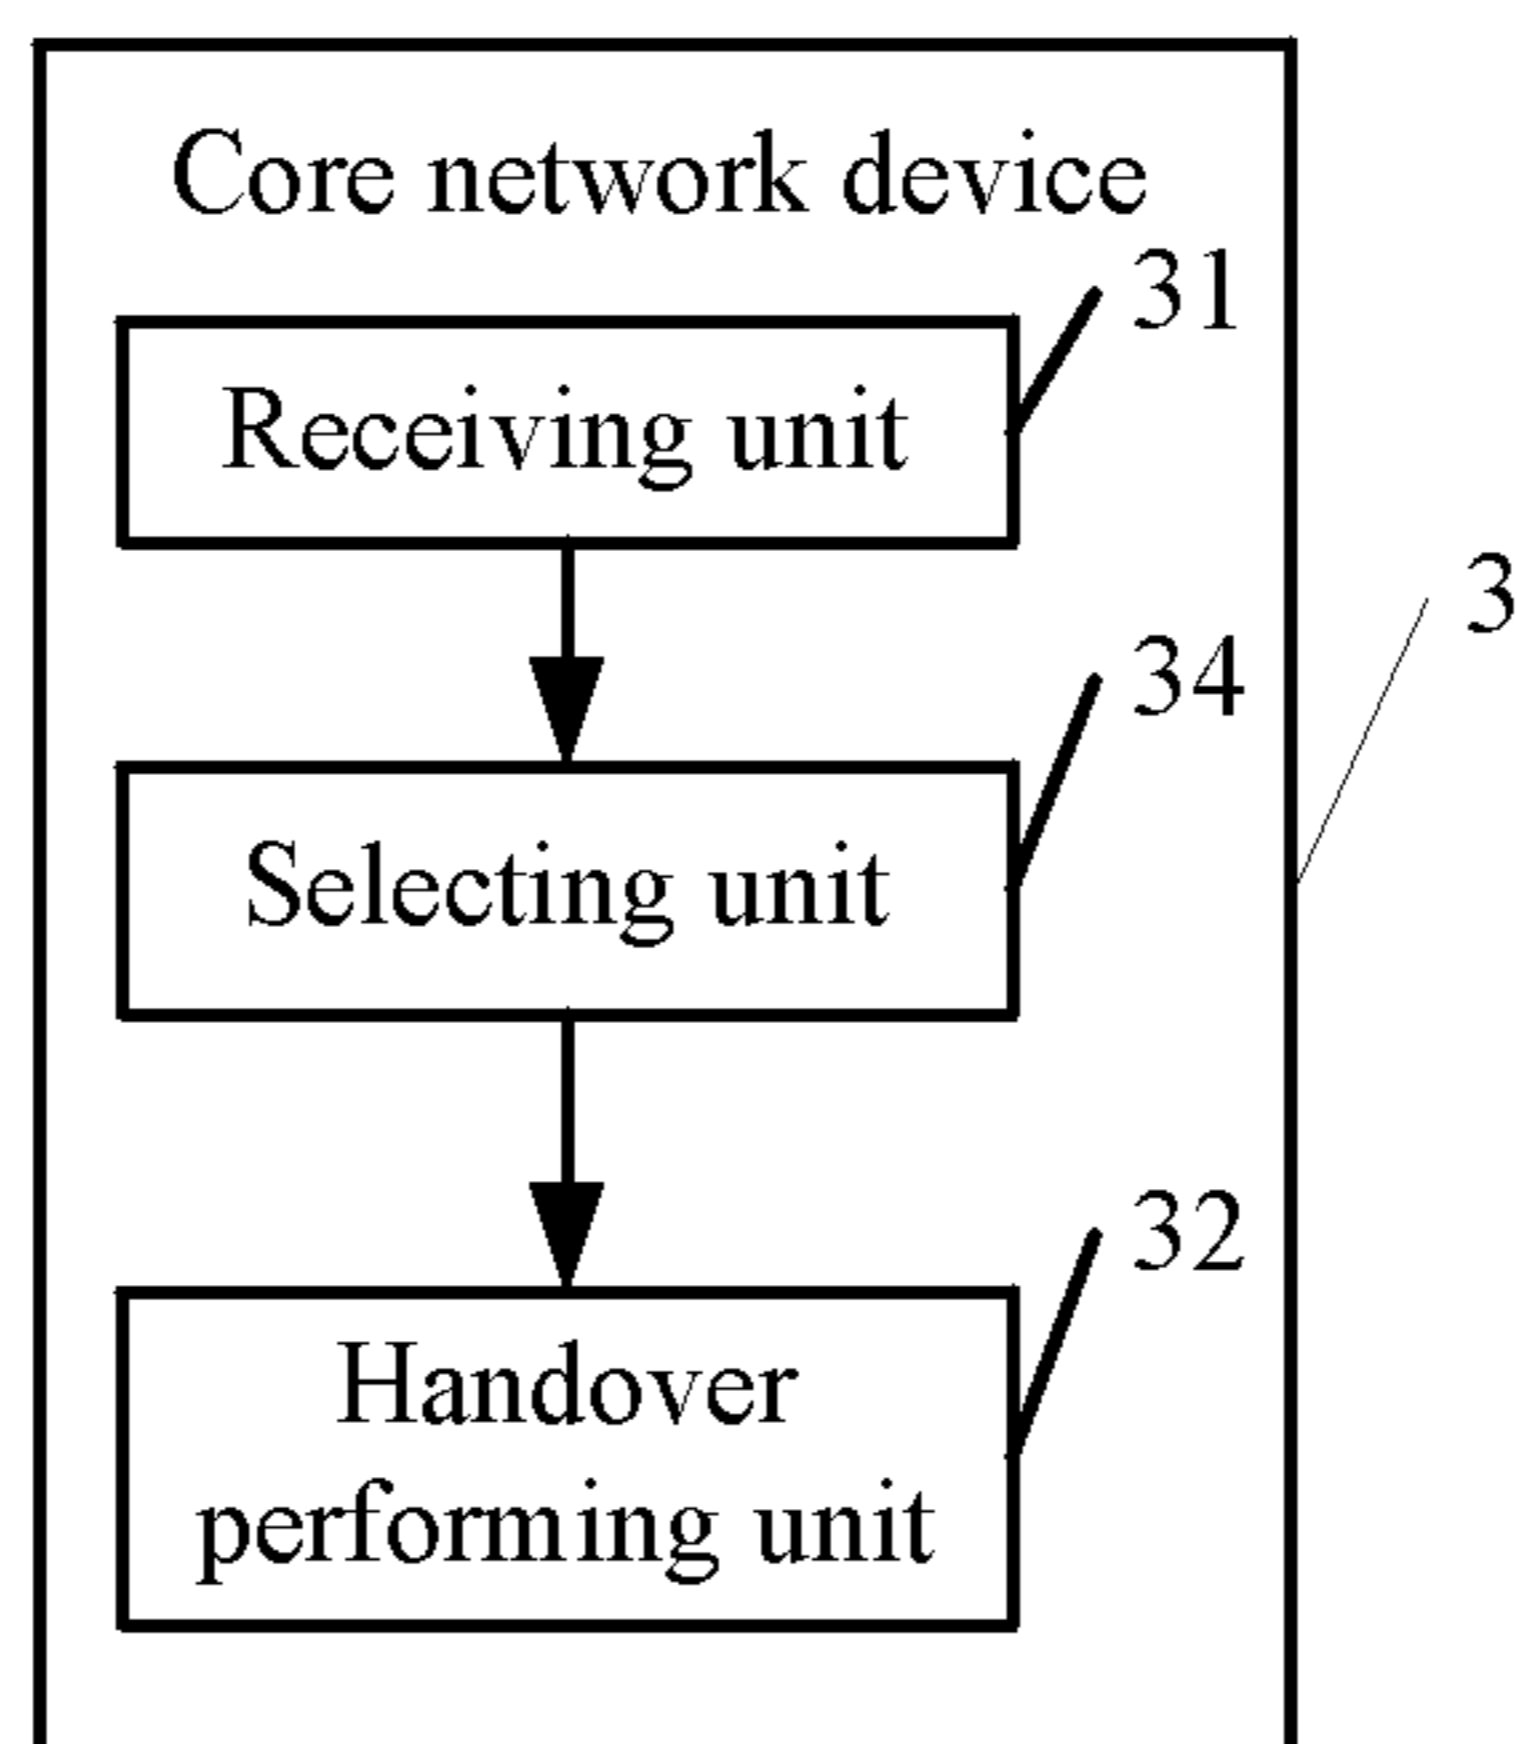 Core network device
31
Receiving unit
3
34
Selecting unit
32
Handover
performing unit